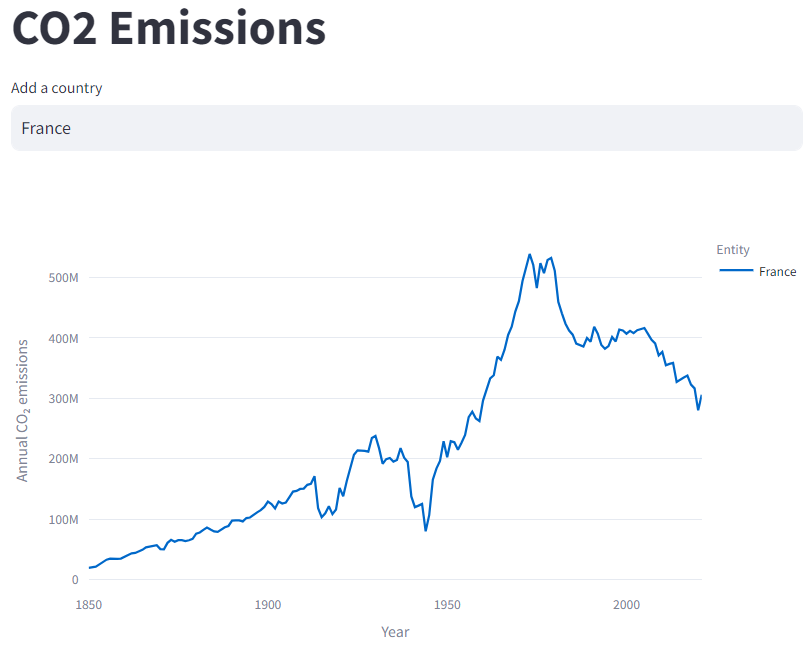 CO2 Emissions
Add a country
France
Entity
France
500M
400M
300M
200M
100M
0
Annual CO₂ emissions
1850
1900
1950
2000
Year